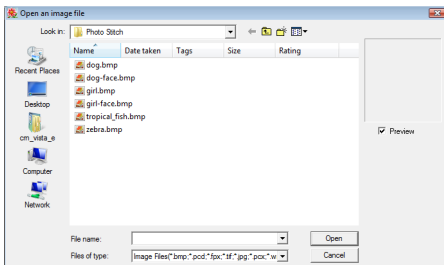 Open an image file
Look in: Photo Stitch
Name Date taken Tags Size Rating
dog.bmp
dog-face.bmp
girl.bmp
girl-face.bmp
tropical_fish.bmp
zebra.bmp
Recent Places
Desktop
cm_vista_e
Computer
Network
Preview
File name: Open
Files of type: Image Files(*.bmp;*.pcd;*.fpx;*.tif;*.jpg;*.pcx;*.w Cancel